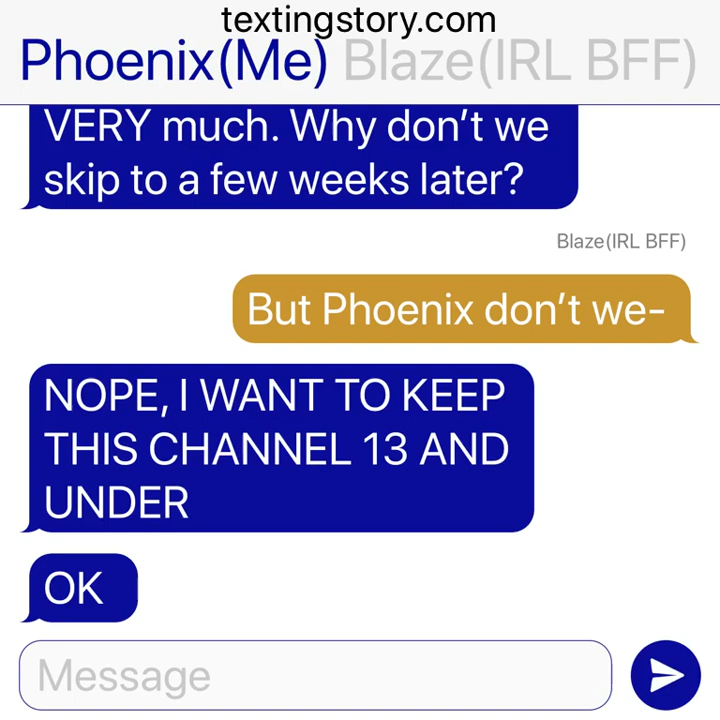 textingstory.com
Phoenix(Me) Blaze(IRL BFF)
VERY much. Why don't we
skip to a few weeks later?
Blaze(IRL BFF)
But Phoenix don't we-
NOPE, I WANT TO KEEP
THIS CHANNEL 13 AND
UNDER
OK
Message